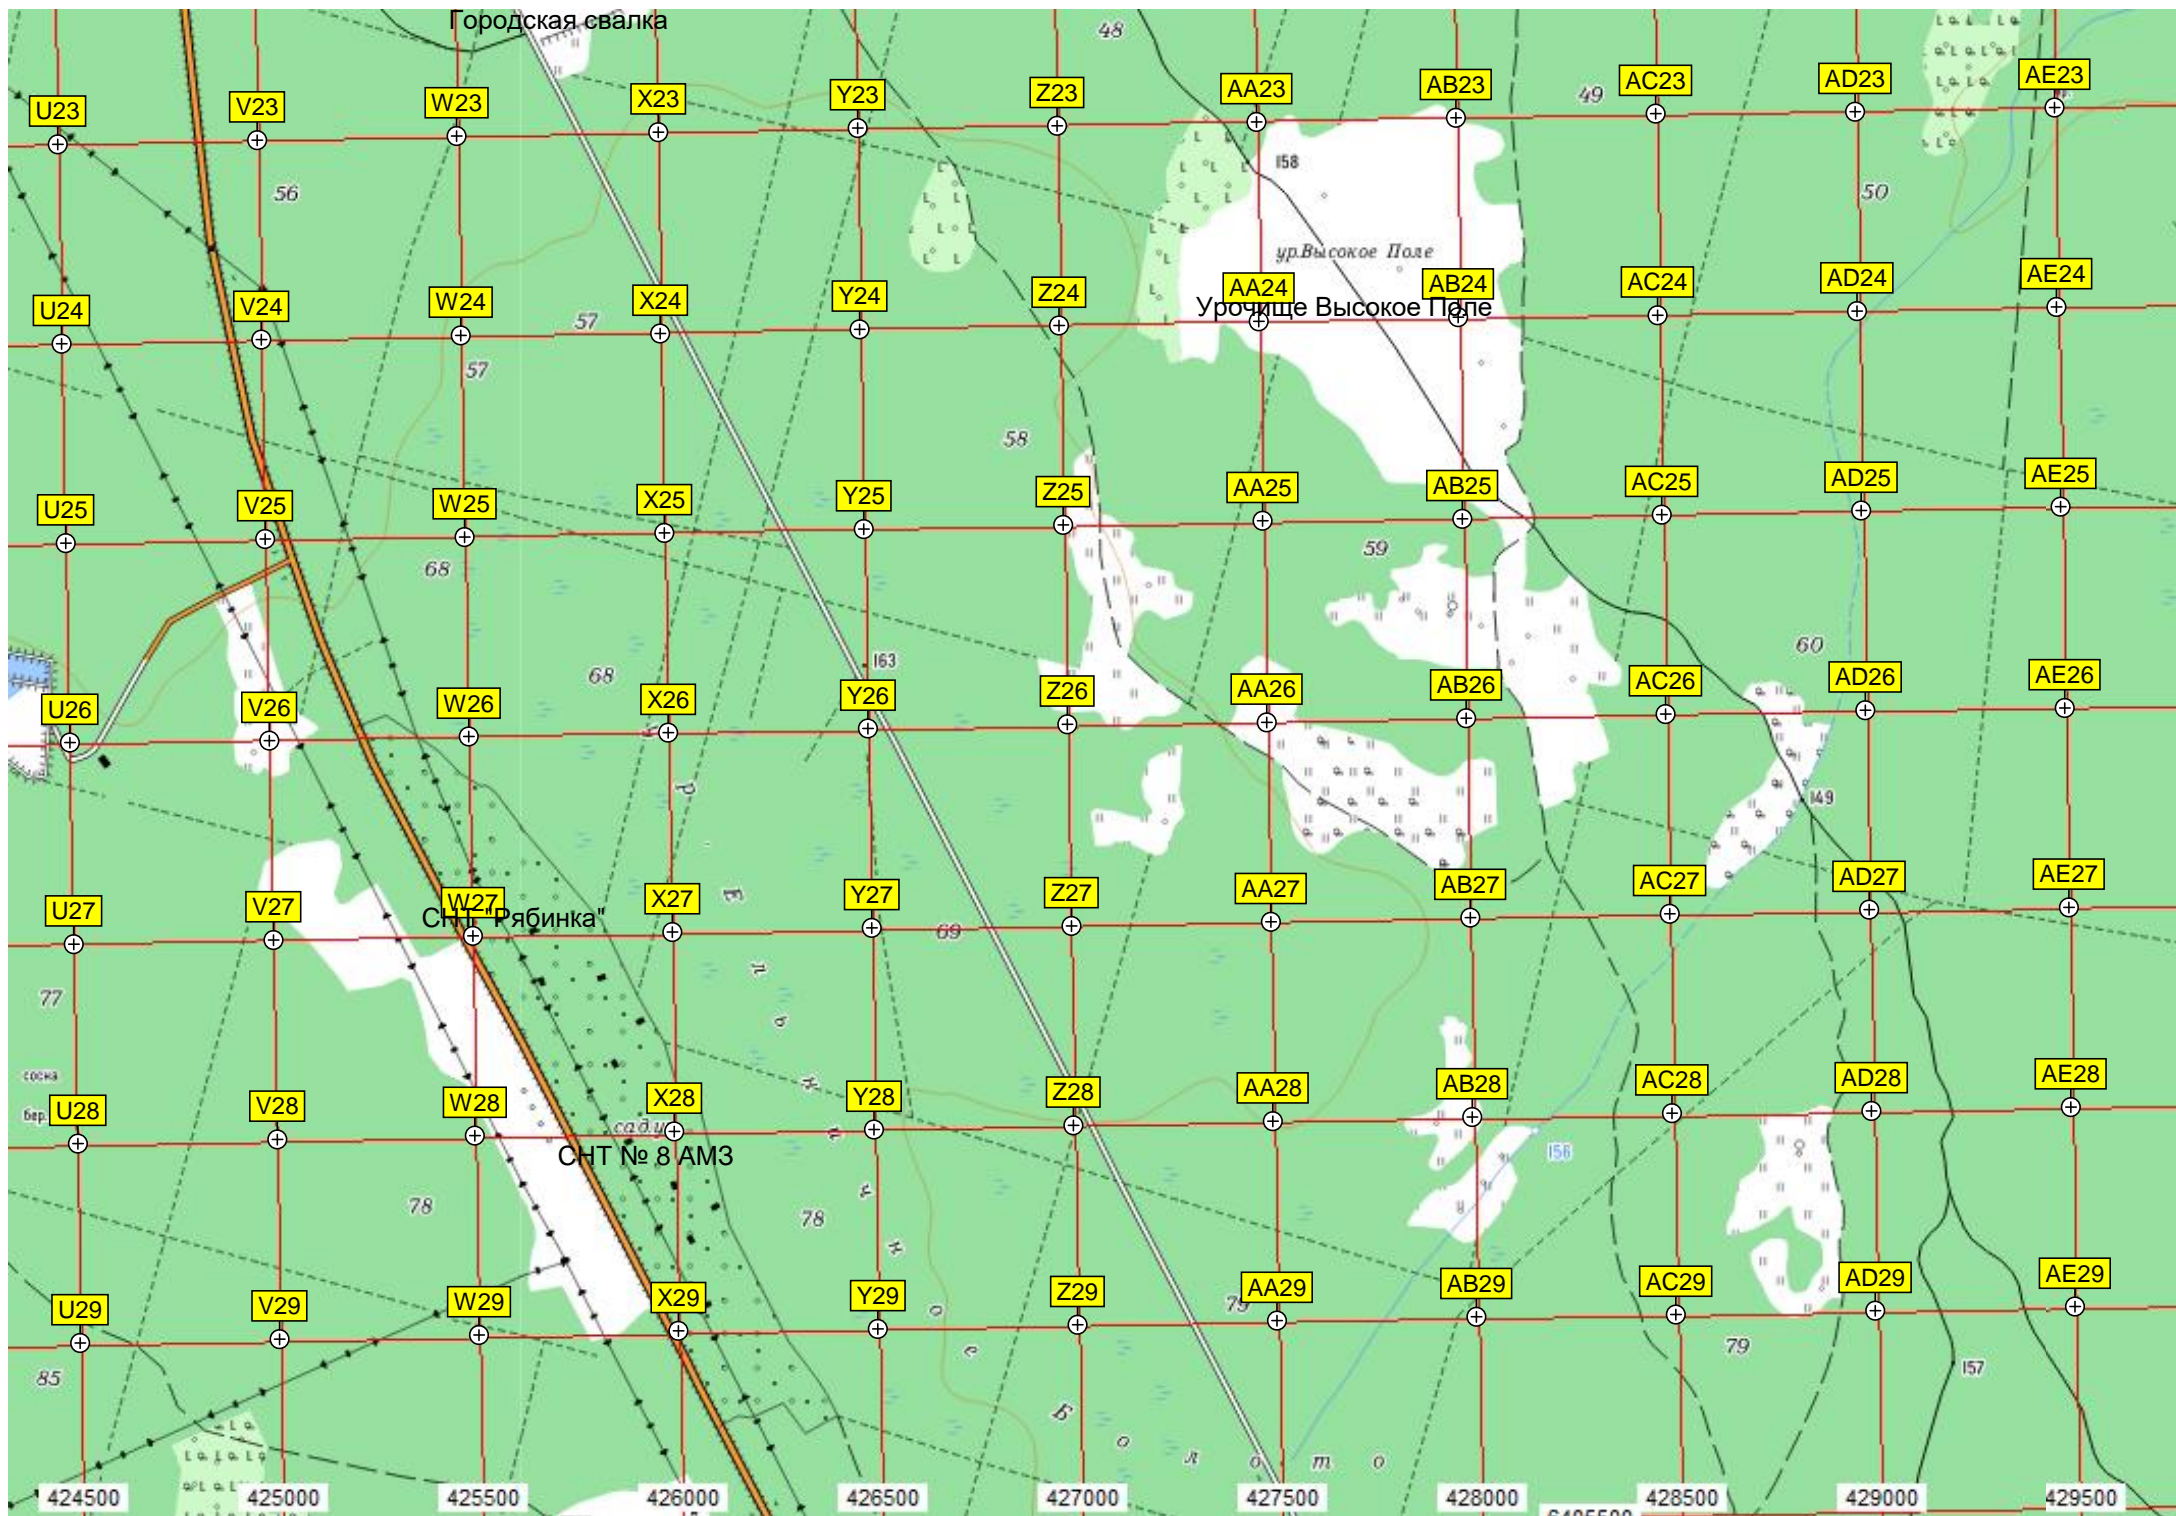 Городская свалка
48
U23 V23 W23 X23 Y23 Z23 AA23 AB23 AC23 AD23 AE23
49
56
158
50
ур.Высокое Поле
U24 V24 W24 X24 Y24 Z24 AA24 AB24 AC24 AD24 AE24
Урочище Высокое Поле
57
57
58
U25 V25 W25 X25 Y25 Z25 AA25 AB25 AC25 AD25 AE25
59
68
60
163
68
U26 V26 W26 X26 Y26 Z26 AA26 AB26 AC26 AD26 AE26
149
U27 V27 W27 X27 Y27 Z27 AA27 AB27 AC27 AD27 AE27
СНТ "Рябинка"
69
77
сосна
бер.
U28 V28 W28 X28 Y28 Z28 AA28 AB28 AC28 AD28 AE28
сады
СНТ № 8 АМЗ
156
78
78
U29 V29 W29 X29 Y29 Z29 AA29 AB29 AC29 AD29 AE29
79
79
85
157
Болото
424500 425000 425500 426000 426500 427000 427500 428000 428500 429000 429500